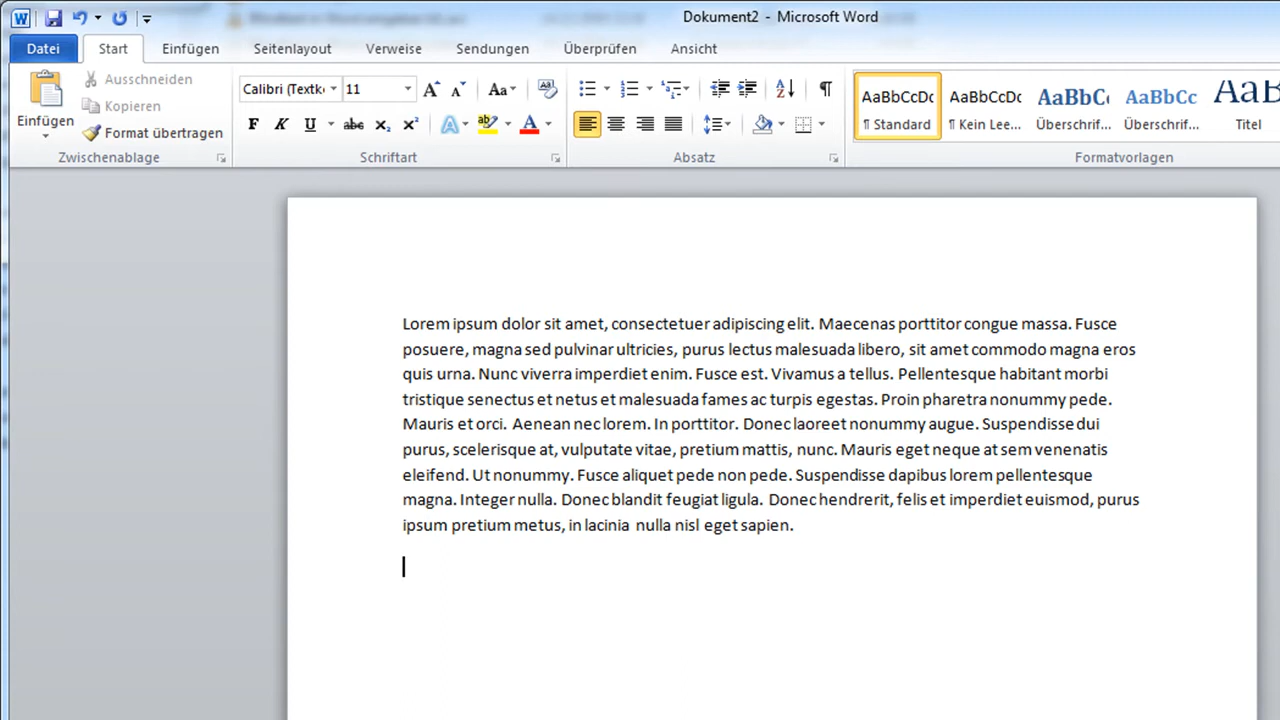 Dokument2 - Microsoft Word
Datei Start Einfügen Seitenlayout Verweise Sendungen Überprüfen Ansicht
Einfügen
Ausschneiden
Kopieren
Format übertragen
Zwischenablage
Calibri (Textk 11
F K U abc x₂ x²
Schriftart
Absatz
AaBbCcDc AaBbCcDc AaBbC AaBbCc AaB
¶ Standard ¶ Kein Lee... Überschrif... Überschrif... Titel
Formatvorlagen
Lorem ipsum dolor sit amet, consectetuer adipiscing elit. Maecenas porttitor congue massa. Fusce
posuere, magna sed pulvinar ultricies, purus lectus malesuada libero, sit amet commodo magna eros
quis urna. Nunc viverra imperdiet enim. Fusce est. Vivamus a tellus. Pellentesque habitant morbi
tristique senectus et netus et malesuada fames ac turpis egestas. Proin pharetra nonummy pede.
Mauris et orci. Aenean nec lorem. In porttitor. Donec laoreet nonummy augue. Suspendisse dui
purus, scelerisque at, vulputate vitae, pretium mattis, nunc. Mauris eget neque at sem venenatis
eleifend. Ut nonummy. Fusce aliquet pede non pede. Suspendisse dapibus lorem pellentesque
magna. Integer nulla. Donec blandit feugiat ligula. Donec hendrerit, felis et imperdiet euismod, purus
ipsum pretium metus, in lacinia nulla nisl eget sapien.